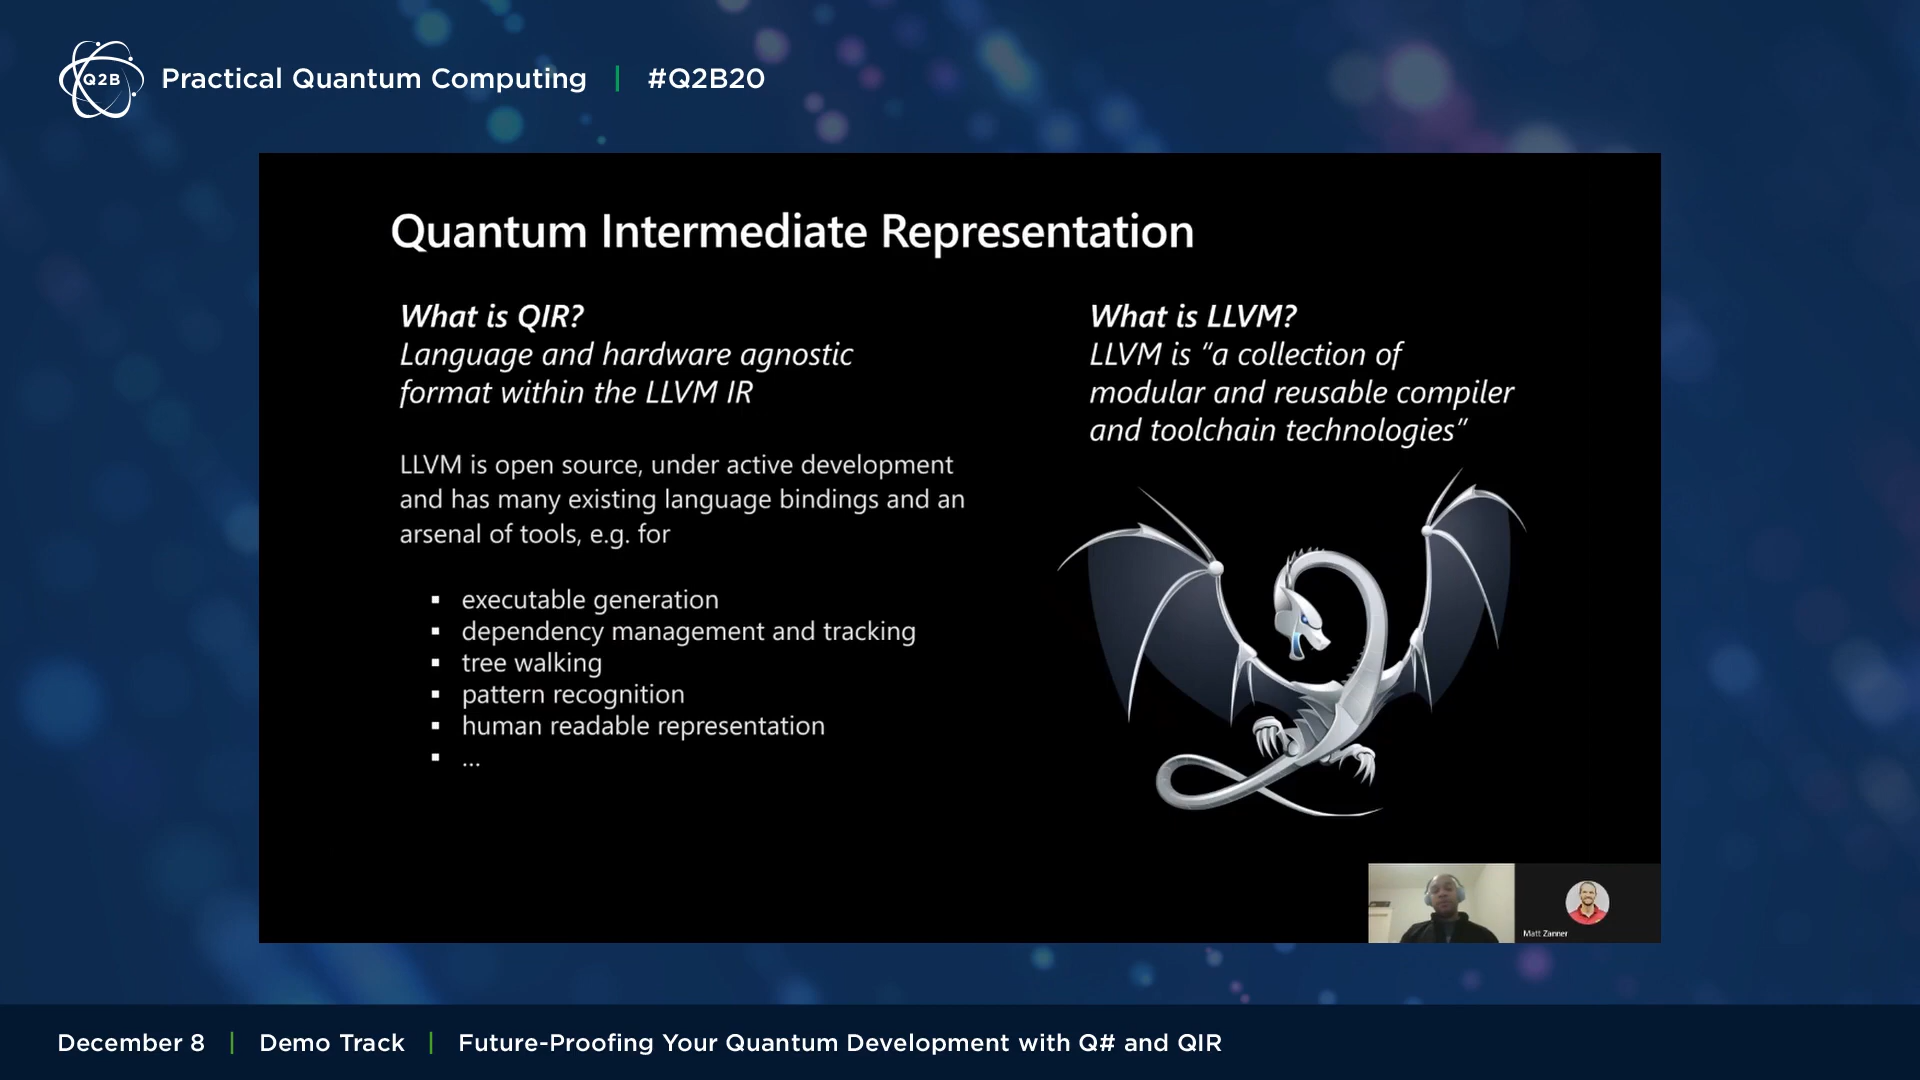 Q2B
Practical Quantum Computing | #Q2B20
Quantum Intermediate Representation
What is QIR?
Language and hardware agnostic
format within the LLVM IR
LLVM is open source, under active development
and has many existing language bindings and an
arsenal of tools, e.g. for
▪ executable generation
▪ dependency management and tracking
▪ tree walking
▪ pattern recognition
▪ human readable representation
▪ ...
What is LLVM?
LLVM is “a collection of
modular and reusable compiler
and toolchain technologies”
Matt Zanner
December 8 | Demo Track | Future-Proofing Your Quantum Development with Q# and QIR